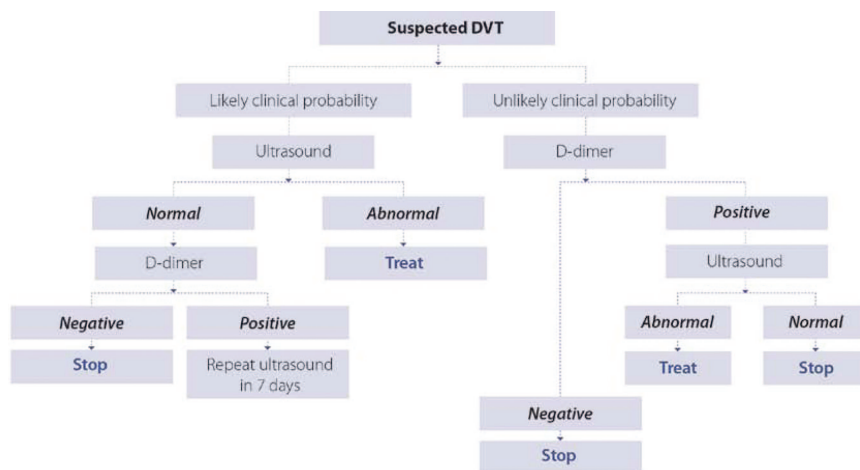 Suspected DVT
Likely clinical probability
Unlikely clinical probability
Ultrasound
D-dimer
Normal
Abnormal
Positive
D-dimer
Treat
Ultrasound
Negative
Positive
Abnormal
Normal
Stop
Repeat ultrasound
in 7 days
Treat
Stop
Negative
Stop